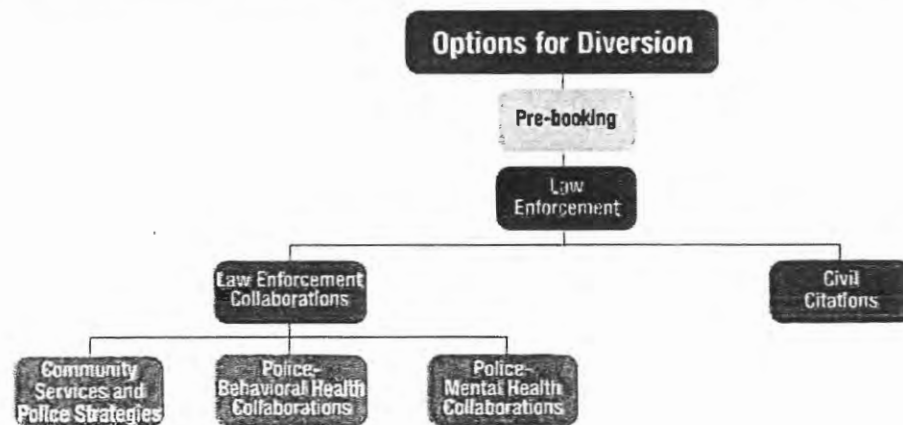 Options for Diversion
Pre-booking
Law
Enforcement
Law Enforcement
Collaborations
Civil
Citations
Community
Services and
Police Strategies
Police-
Behavioral Health
Collaborations
Police-
Mental Health
Collaborations